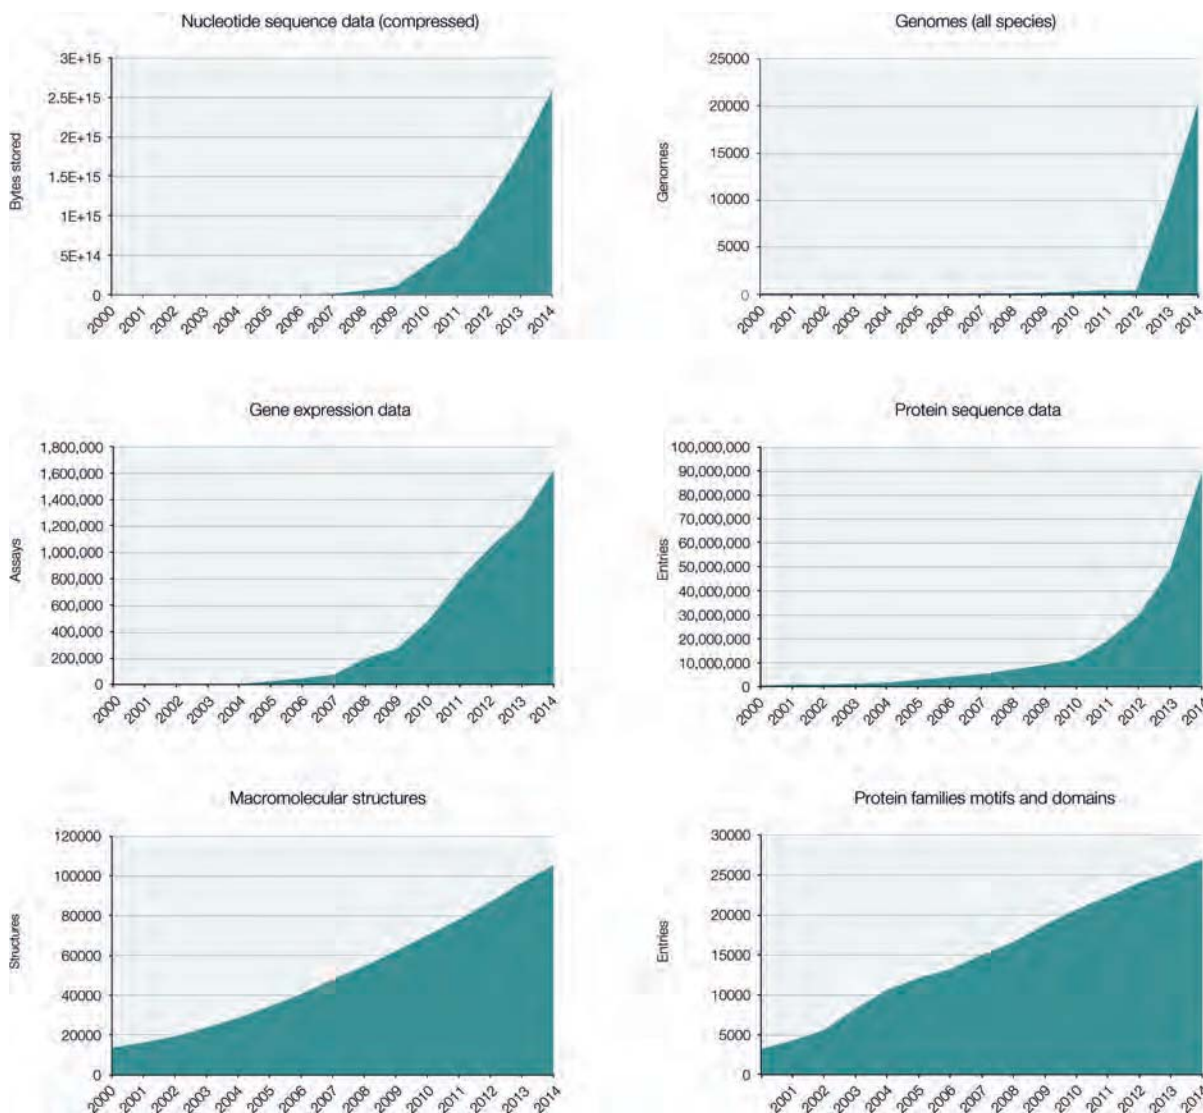 Nucleotide sequence data (compressed)
Bytes stored
3E+15
2.5E+15
2E+15
1.5E+15
1E+15
5E+14
0
2000 2001 2002 2003 2004 2005 2006 2007 2008 2009 2010 2011 2012 2013 2014
Genomes (all species)
Genomes
25000
20000
15000
10000
5000
0
2000 2001 2002 2003 2004 2005 2006 2007 2008 2009 2010 2011 2012 2013 2014
Gene expression data
Assays
1,800,000
1,600,000
1,400,000
1,200,000
1,000,000
800,000
600,000
400,000
200,000
0
2000 2001 2002 2003 2004 2005 2006 2007 2008 2009 2010 2011 2012 2013 2014
Protein sequence data
Entries
100,000,000
90,000,000
80,000,000
70,000,000
60,000,000
50,000,000
40,000,000
30,000,000
20,000,000
10,000,000
0
2000 2001 2002 2003 2004 2005 2006 2007 2008 2009 2010 2011 2012 2013 2014
Macromolecular structures
Structures
120000
100000
80000
60000
40000
20000
0
2000 2001 2002 2003 2004 2005 2006 2007 2008 2009 2010 2011 2012 2013 2014
Protein families motifs and domains
Entries
30000
25000
20000
15000
10000
5000
0
2001 2002 2003 2004 2005 2006 2007 2008 2009 2010 2011 2012 2013 2014